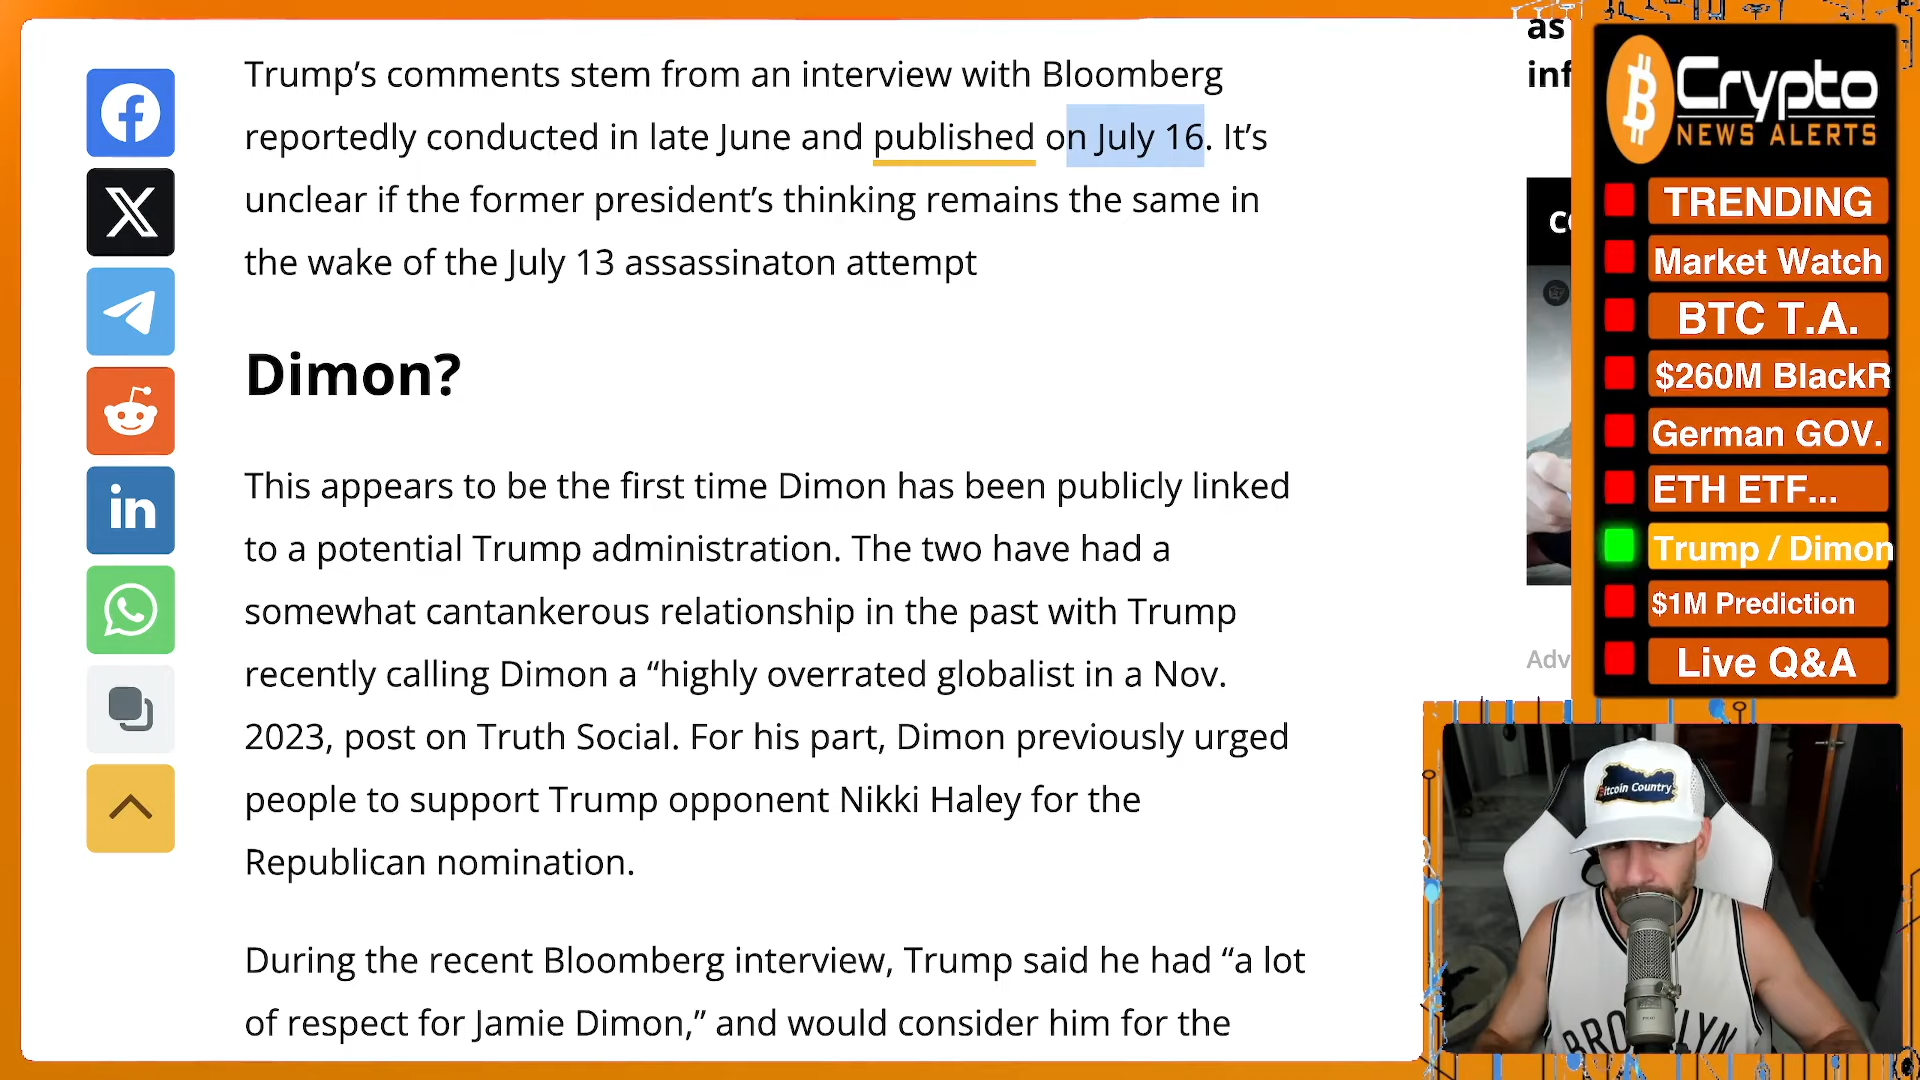 Trump’s comments stem from an interview with Bloomberg
reportedly conducted in late June and published on July 16. It’s
unclear if the former president’s thinking remains the same in
the wake of the July 13 assassinaton attempt
Dimon?
This appears to be the first time Dimon has been publicly linked
to a potential Trump administration. The two have had a
somewhat cantankerous relationship in the past with Trump
recently calling Dimon a “highly overrated globalist in a Nov.
2023, post on Truth Social. For his part, Dimon previously urged
people to support Trump opponent Nikki Haley for the
Republican nomination.
During the recent Bloomberg interview, Trump said he had “a lot
of respect for Jamie Dimon,” and would consider him for the
in
as
Adv
Crypto
NEWS ALERTS
TRENDING
Market Watch
BTC T.A.
$260M BlackR
German GOV.
ETH ETF...
Trump / Dimon
$1M Prediction
Live Q&A
Bitcoin Country
BROOKLYN